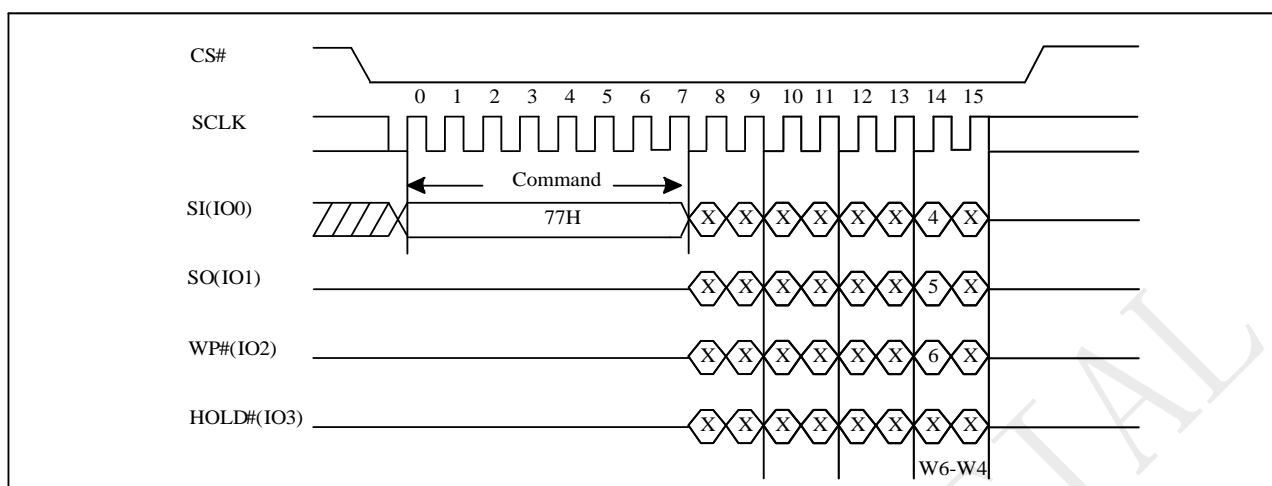 CS#
0 1 2 3 4 5 6 7 8 9 10 11 12 13 14 15
SCLK
Command
SI(IO0) 77H X X X X X X 4 X
SO(IO1) X X X X X X 5 X
WP#(IO2) X X X X X X 6 X
HOLD#(IO3) X X X X X X X X
W6-W4